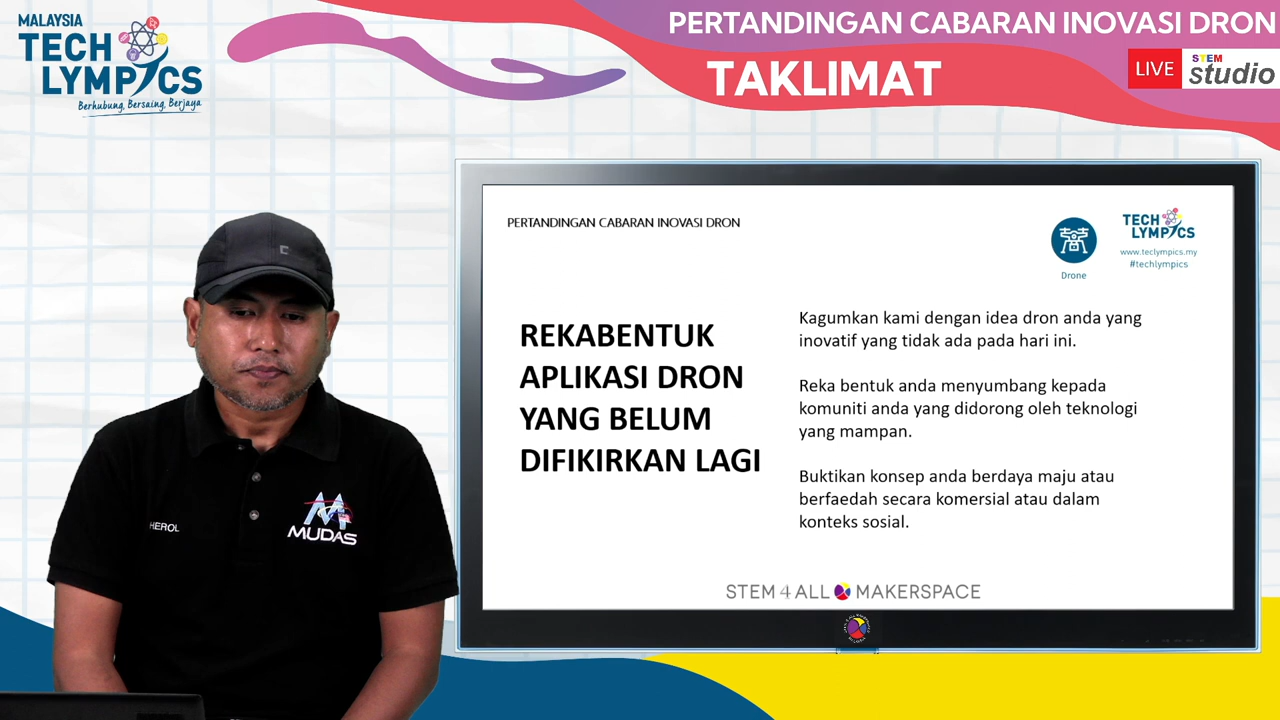 MALAYSIA
TECH
LYMPICS
Berhubung, Bersaing, Berjaya
PERTANDINGAN CABARAN INOVASI DRON
TAKLIMAT
LIVE
STEM
studio
PERTANDINGAN CABARAN INOVASI DRON
Drone
TECH
LYMPICS
www.teclympics.my
#techlympics
REKABENTUK
APLIKASI DRON
YANG BELUM
DIFIKIRKAN LAGI
Kagumkan kami dengan idea dron anda yang
inovatif yang tidak ada pada hari ini.
Reka bentuk anda menyumbang kepada
komuniti anda yang didorong oleh teknologi
yang mampan.
Buktikan konsep anda berdaya maju atau
berfaedah secara komersial atau dalam
konteks sosial.
STEM 4 ALL MAKERSPACE
HEROL
MUDAS